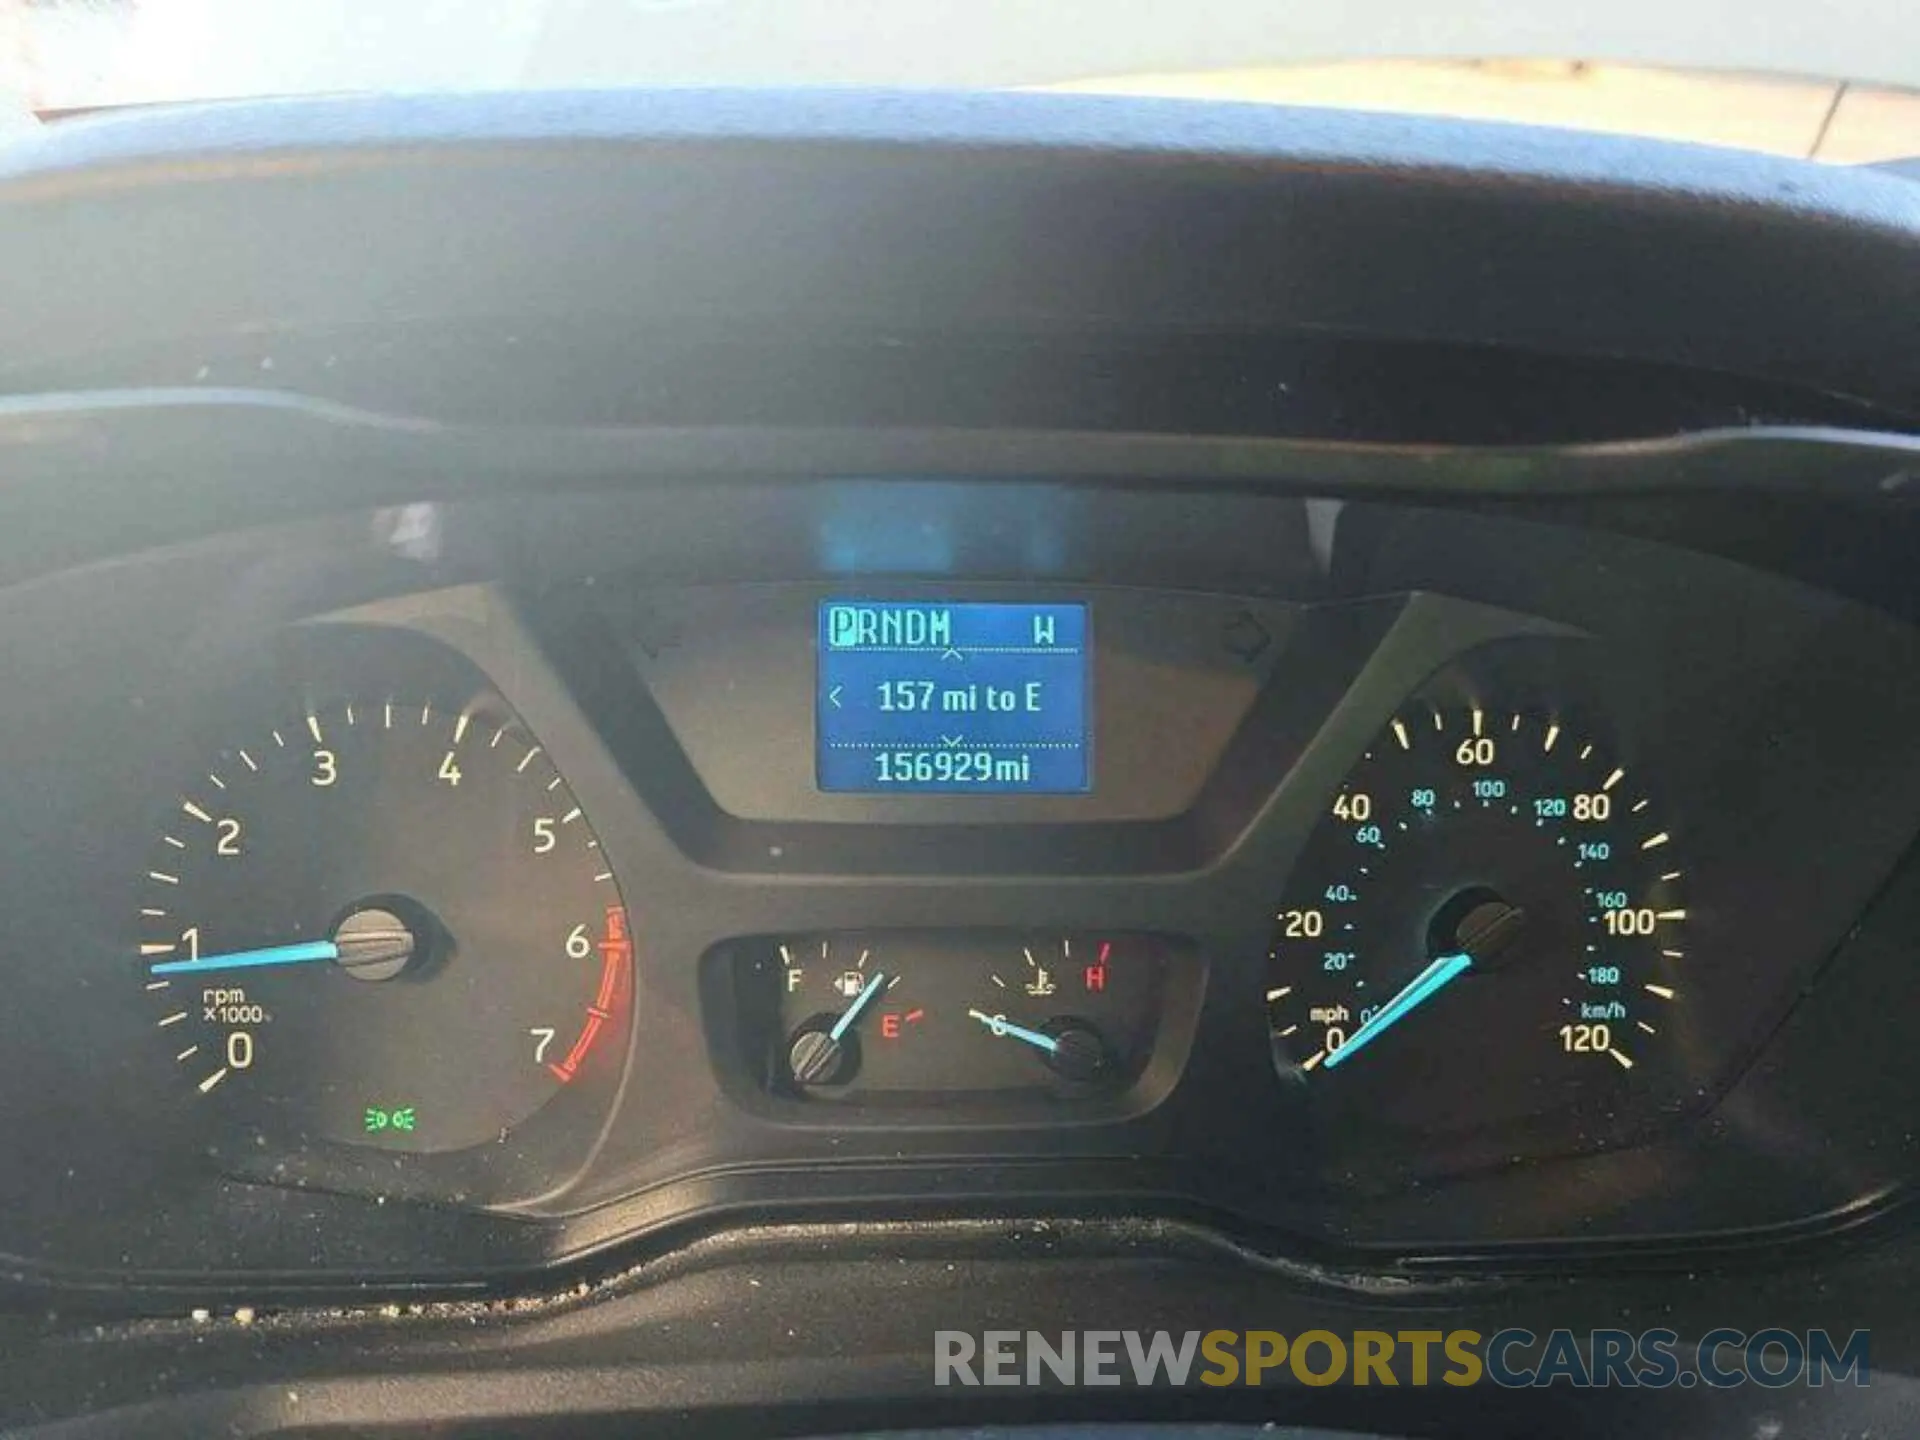 PRNDM W
157 mi to E
156929mi
0 1 2 3 4 5 6 7
rpm
x1000
F E
C H
0 20 40 60 80 100 120
mph
0 20 40 60 80 100 120 140 160 180
km/h
RENEWSPORTSCARS.COM